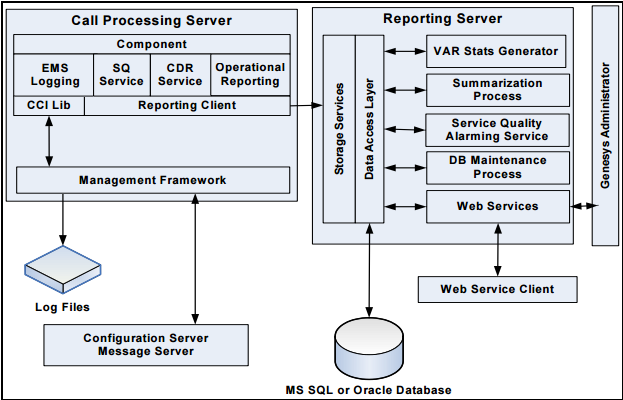 Call Processing Server
Component
EMS
Logging
SQ
Service
CDR
Service
Operational
Reporting
CCI Lib
Reporting Client
Management Framework
Log Files
Configuration Server
Message Server
Reporting Server
Storage Services
Data Access Layer
VAR Stats Generator
Summarization
Process
Service Quality
Alarming Service
DB Maintenance
Process
Web Services
Genesys Administrator
Web Service Client
MS SQL or Oracle Database